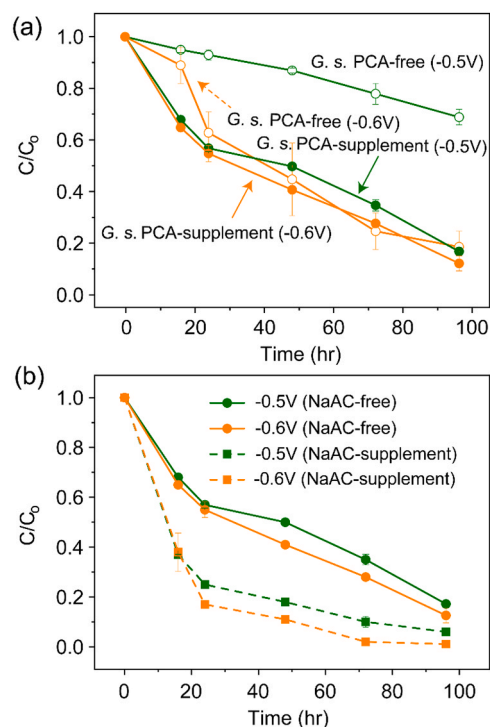 (a)
1.0
0.8
0.6
0.4
0.2
0.0
C/C₀
G. s. PCA-free (-0.5V)
G. s. PCA-free (-0.6V)
G. s. PCA-supplement
(-0.5V)
G. s. PCA-supplement (-0.6V)
0 20 40 60 80 100
Time (hr)
(b)
1.0
0.8
0.6
0.4
0.2
0.0
C/C₀
-0.5V (NaAC-free)
-0.6V (NaAC-free)
-0.5V (NaAC-supplement)
-0.6V (NaAC-supplement)
0 20 40 60 80 100
Time (hr)